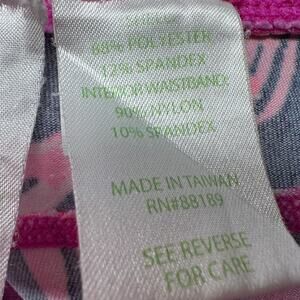 SHELL:
88% POLYESTER
12% SPANDEX
INTERIOR WAISTBAND:
90% NYLON
10% SPANDEX
MADE IN TAIWAN
RN#88189
SEE REVERSE
FOR CARE